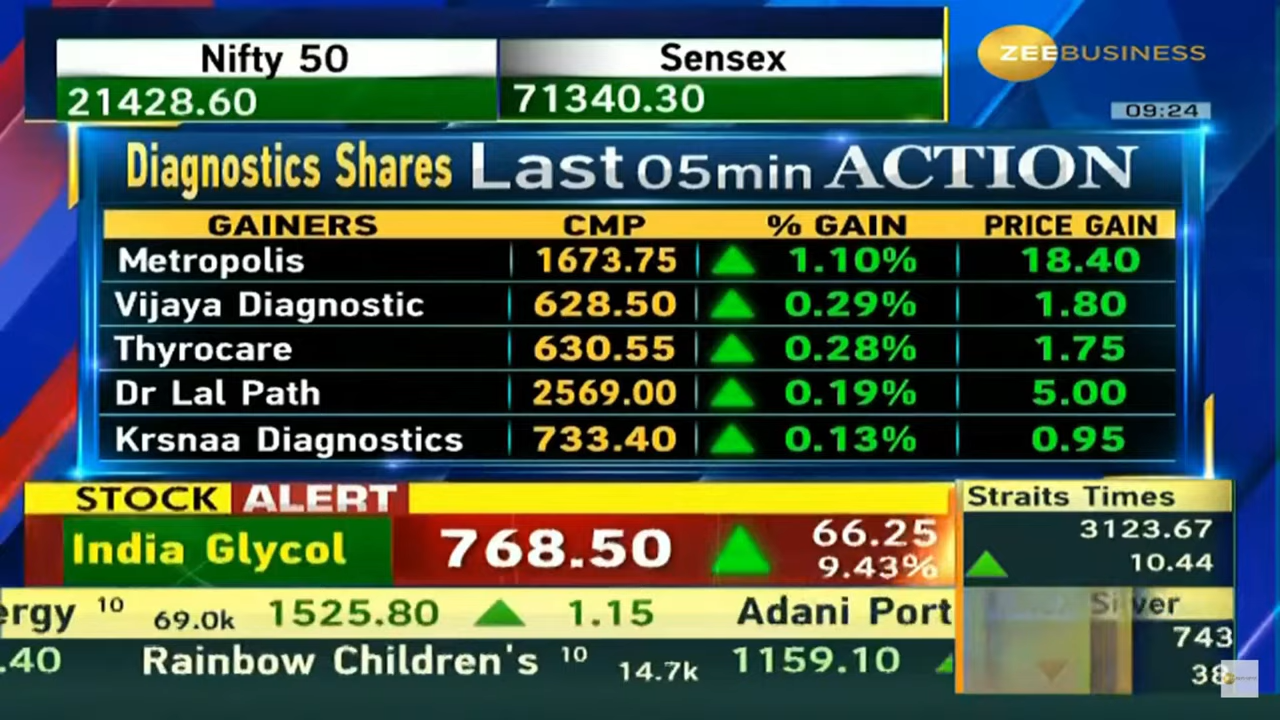 Nifty 50 Sensex
21428.60 71340.30
ZEEBUSINESS
09:24
Diagnostics Shares Last 05min ACTION
GAINERS CMP % GAIN PRICE GAIN
Metropolis 1673.75 1.10% 18.40
Vijaya Diagnostic 628.50 0.29% 1.80
Thyrocare 630.55 0.28% 1.75
Dr Lal Path 2569.00 0.19% 5.00
Krsnaa Diagnostics 733.40 0.13% 0.95
STOCK ALERT
India Glycol 768.50 66.25
9.43%
Straits Times
3123.67
10.44
ergy 10 69.0k 1525.80 1.15 Adani Port
.40 Rainbow Children's 10 14.7k 1159.10
743
38